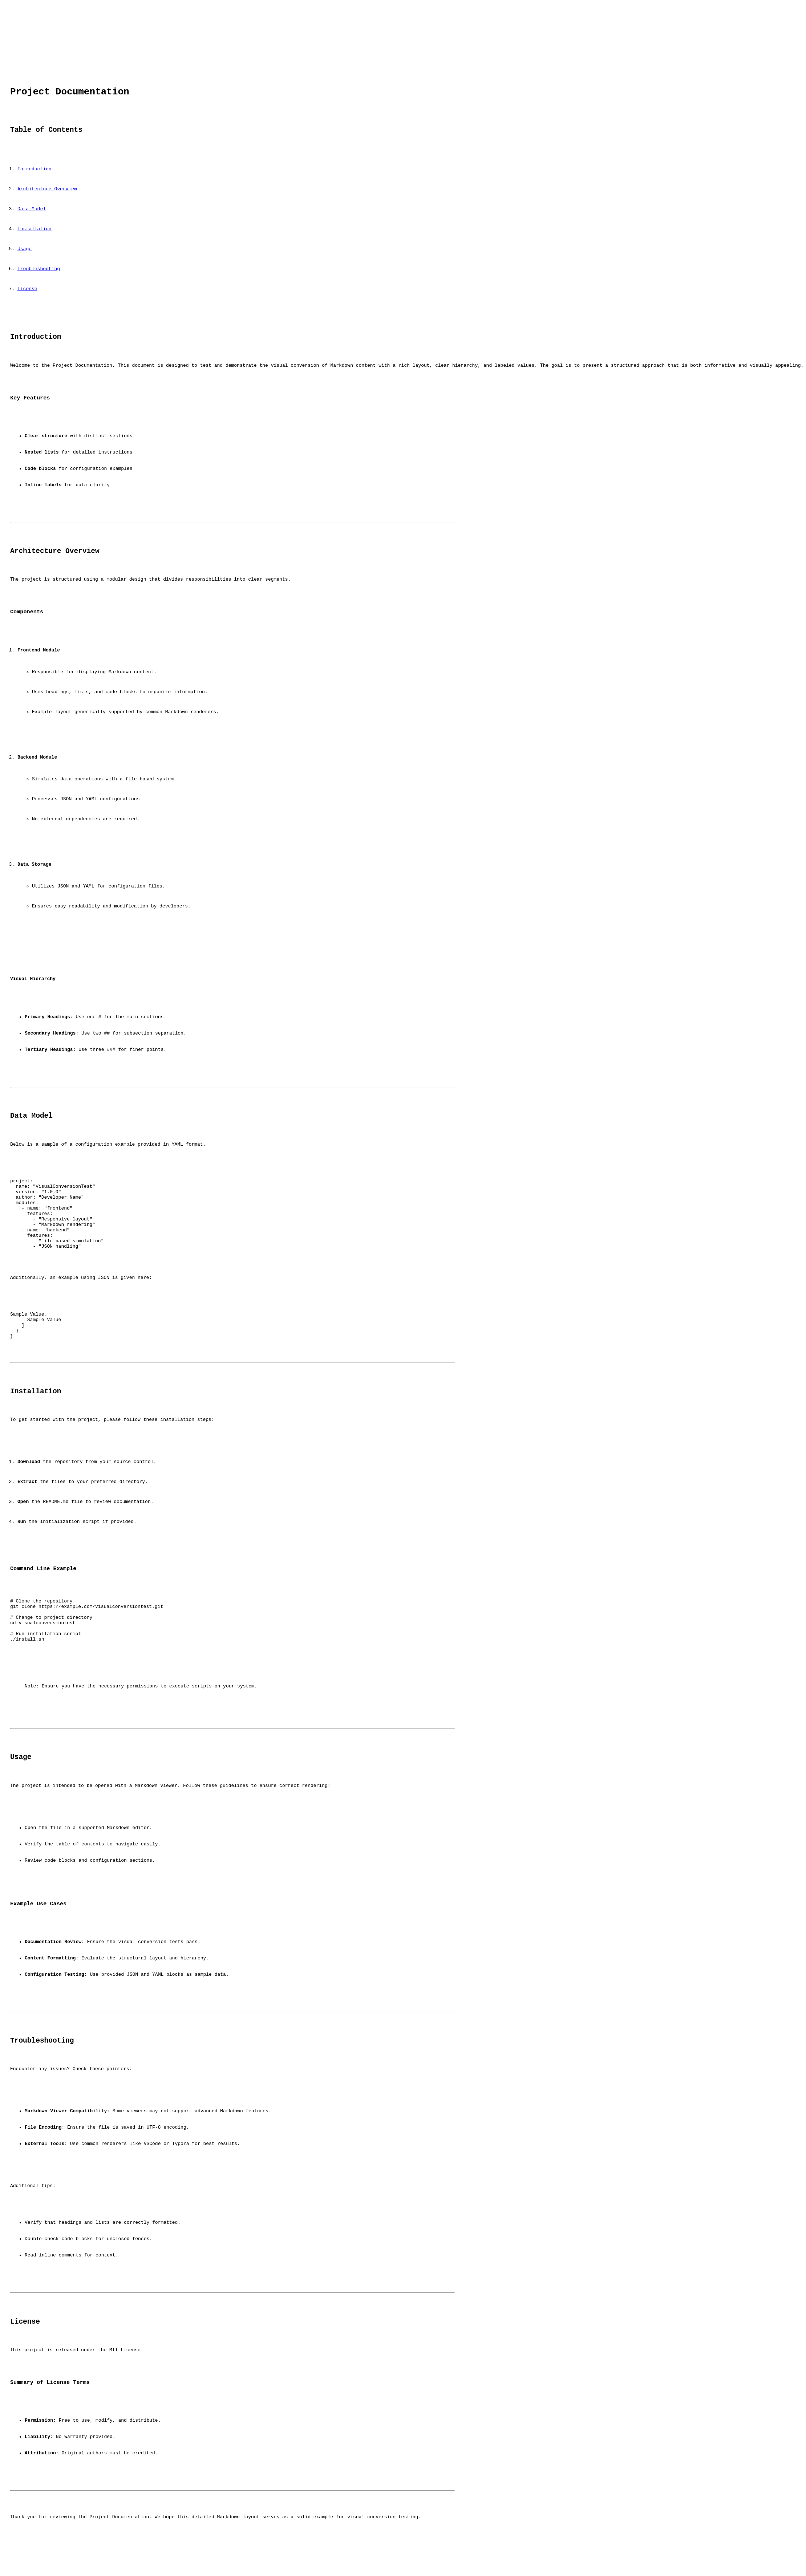 Project Documentation
Table of Contents
1. Introduction
2. Architecture Overview
3. Data Model
4. Installation
5. Usage
6. Troubleshooting
7. License
Introduction
Welcome to the Project Documentation. This document is designed to test and demonstrate the visual conversion of Markdown content with a rich layout, clear hierarchy, and labeled values. The goal is to present a structured approach that is both informative and visually appealing.
Key Features
• Clear structure with distinct sections
• Nested lists for detailed instructions
• Code blocks for configuration examples
• Inline labels for data clarity
Architecture Overview
The project is structured using a modular design that divides responsibilities into clear segments.
Components
1. Frontend Module
◦ Responsible for displaying Markdown content.
◦ Uses headings, lists, and code blocks to organize information.
◦ Example layout generically supported by common Markdown renderers.
2. Backend Module
◦ Simulates data operations with a file-based system.
◦ Processes JSON and YAML configurations.
◦ No external dependencies are required.
3. Data Storage
◦ Utilizes JSON and YAML for configuration files.
◦ Ensures easy readability and modification by developers.
Visual Hierarchy
• Primary Headings: Use one # for the main sections.
• Secondary Headings: Use two ## for subsection separation.
• Tertiary Headings: Use three ### for finer points.
Data Model
Below is a sample of a configuration example provided in YAML format.
project:
  name: "VisualConversionTest"
  version: "1.0.0"
  author: "Developer Name"
  modules:
    - name: "frontend"
      features:
        - "Responsive layout"
        - "Markdown rendering"
    - name: "backend"
      features:
        - "File-based simulation"
        - "JSON handling"
Additionally, an example using JSON is given here:
Sample Value,
      Sample Value
    ]
  }
}
Installation
To get started with the project, please follow these installation steps:
1. Download the repository from your source control.
2. Extract the files to your preferred directory.
3. Open the README.md file to review documentation.
4. Run the initialization script if provided.
Command Line Example
# Clone the repository
git clone https://example.com/visualconversiontest.git
# Change to project directory
cd visualconversiontest
# Run installation script
./install.sh
Note: Ensure you have the necessary permissions to execute scripts on your system.
Usage
The project is intended to be opened with a Markdown viewer. Follow these guidelines to ensure correct rendering:
• Open the file in a supported Markdown editor.
• Verify the table of contents to navigate easily.
• Review code blocks and configuration sections.
Example Use Cases
• Documentation Review: Ensure the visual conversion tests pass.
• Content Formatting: Evaluate the structural layout and hierarchy.
• Configuration Testing: Use provided JSON and YAML blocks as sample data.
Troubleshooting
Encounter any issues? Check these pointers:
• Markdown Viewer Compatibility: Some viewers may not support advanced Markdown features.
• File Encoding: Ensure the file is saved in UTF-8 encoding.
• External Tools: Use common renderers like VSCode or Typora for best results.
Additional tips:
• Verify that headings and lists are correctly formatted.
• Double-check code blocks for unclosed fences.
• Read inline comments for context.
License
This project is released under the MIT License.
Summary of License Terms
• Permission: Free to use, modify, and distribute.
• Liability: No warranty provided.
• Attribution: Original authors must be credited.
Thank you for reviewing the Project Documentation. We hope this detailed Markdown layout serves as a solid example for visual conversion testing.